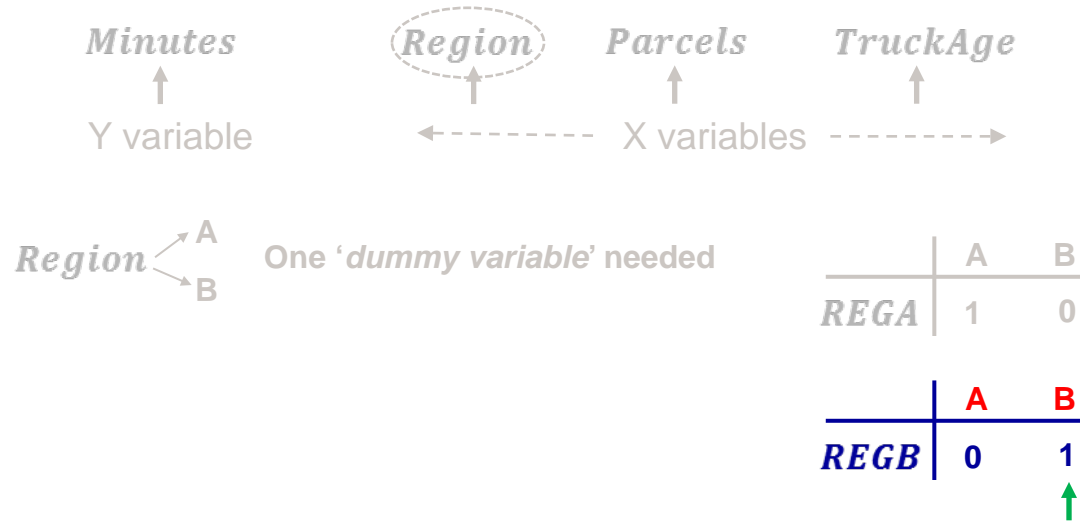 Minutes Region Parcels TruckAge
Y variable X variables
Region A
B
One ‘dummy variable’ needed
A B
REGA 1 0
A B
REGB 0 1